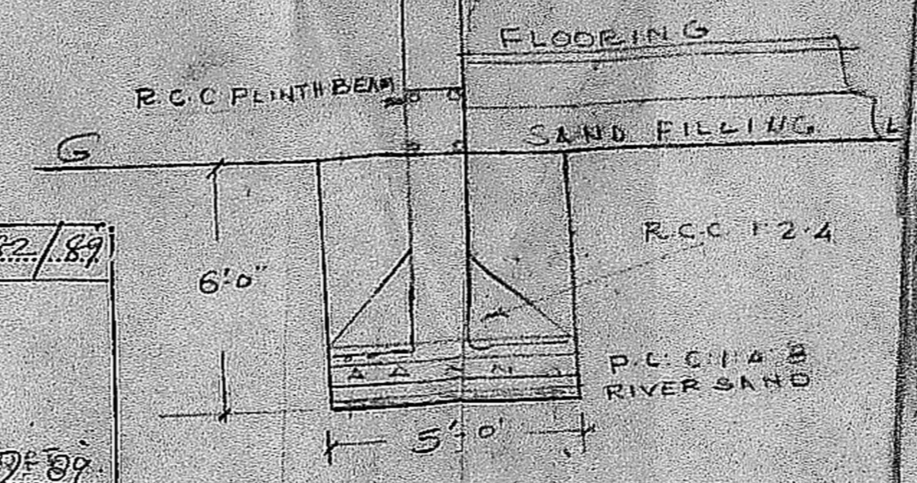 FLOORING
R.C.C PLINTH BEAM
SAND FILLING
G
L
R.C.C 1:2:4
6'-0"
P.C.C 1:4:8
RIVER SAND
5'-0'